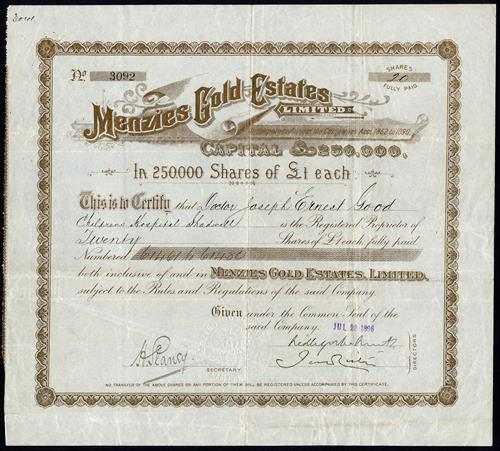 No. 3092
SHARES
20
FULLY PAID.
Menzies Gold Estates
LIMITED
Incorporated under the Companies Acts, 1862 to 1890.
CAPITAL £250,000,
In 250,000 Shares of £1 each
This is to Certify that Doctor Joseph Ernest Good
Childrens Hospital Shadwell is the Registered Proprietor of
Twenty Shares of £1 each, fully paid
Numbered
both inclusive of and in MENZIES GOLD ESTATES, LIMITED,
subject to the Rules and Regulations of the said Company.
Given under the Common Seal of the
said Company. JUL 1896
DIRECTORS
SECRETARY
NO TRANSFER OF THE ABOVE SHARES OR ANY PORTION OF THEM WILL BE REGISTERED UNLESS ACCOMPANIED BY THIS CERTIFICATE.